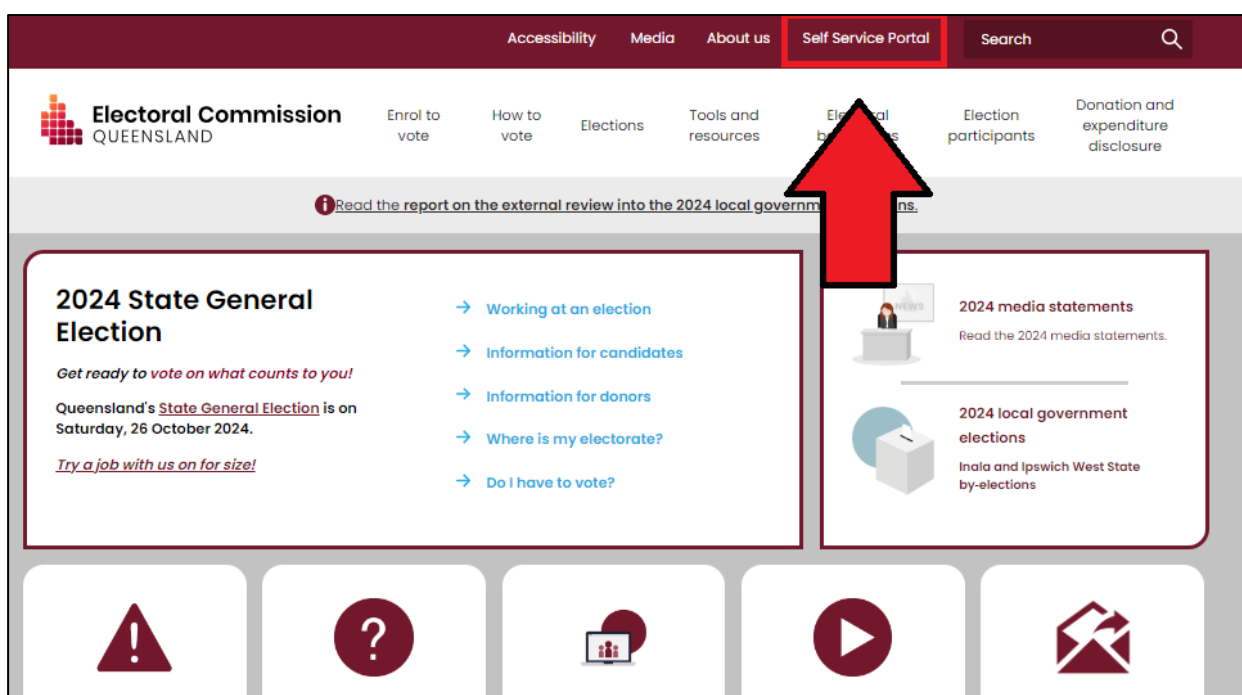 Accessibility Media About us Self Service Portal Search
Electoral Commission
QUEENSLAND
Enrol to
vote
How to
vote
Elections
Tools and
resources
Election
participants
Donation and
expenditure
disclosure
Read the report on the external review into the 2024 local
2024 State General
Election
Get ready to vote on what counts to you!
Queensland's State General Election is on
Saturday, 26 October 2024.
Try a job with us on for size!
Working at an election
Information for candidates
Information for donors
Where is my electorate?
Do I have to vote?
NEWS
2024 media statements
Read the 2024 media statements.
2024 local government
elections
Inala and Ipswich West State
by-elections